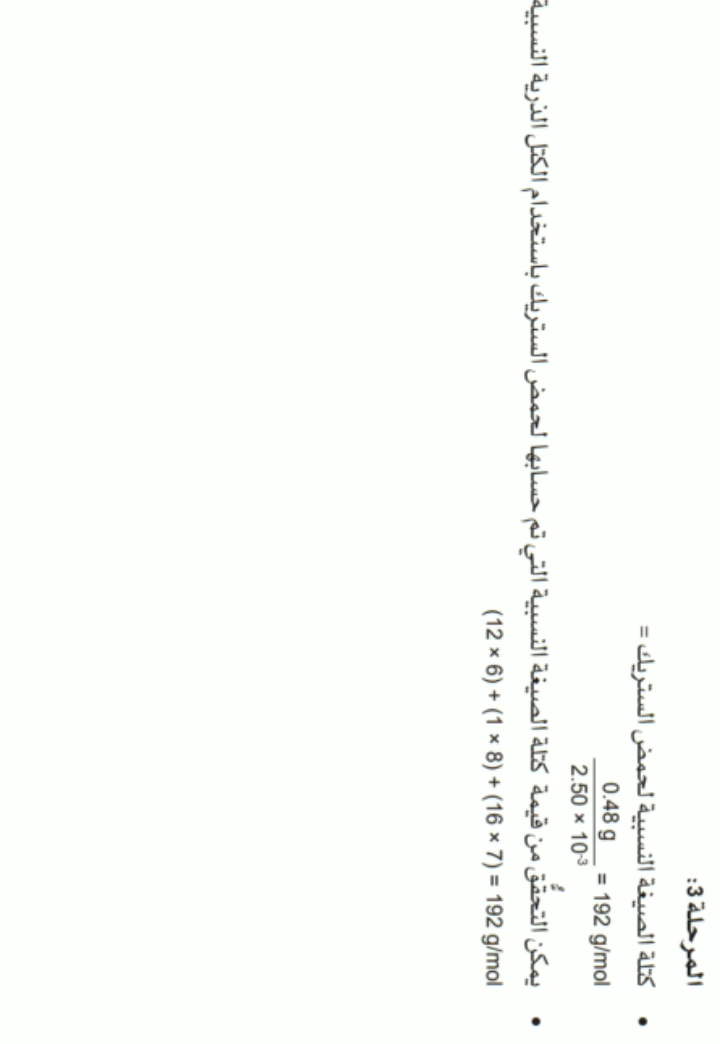 المرحلة 3:
• كتلة الصيغة النسبية لحمض الستريك =
0.48 g / 2.50 × 10⁻³ = 192 g/mol
• يمكن التحقُّق من قيمة كتلة الصيغة النسبية التي تم حسابها لحمض الستريك باستخدام الكتل الذرية النسبية
(12 × 6) + (1 × 8) + (16 × 7) = 192 g/mol